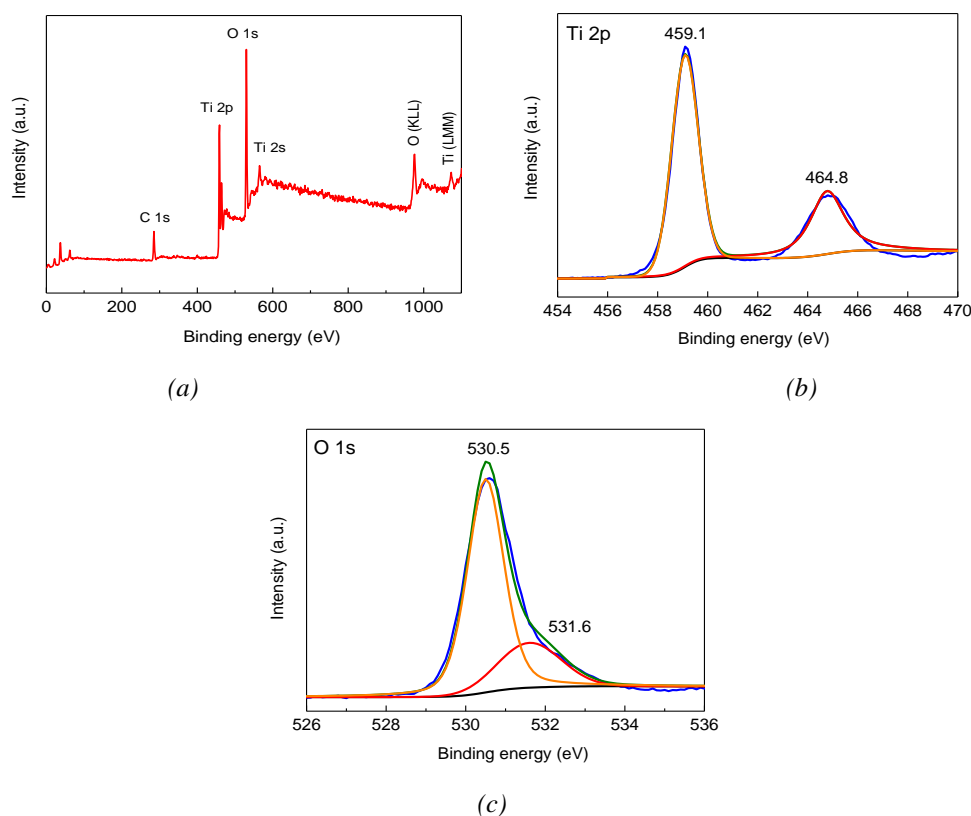 O 1s
Ti 2p
Ti 2s
C 1s
O (KLL)
Ti (LMM)
Intensity (a.u.)
0 200 400 600 800 1000
Binding energy (eV)
(a)
Ti 2p
459.1
464.8
Intensity (a.u.)
454 456 458 460 462 464 466 468 470
Binding energy (eV)
(b)
O 1s
530.5
531.6
Intensity (a.u.)
526 528 530 532 534 536
Binding energy (eV)
(c)